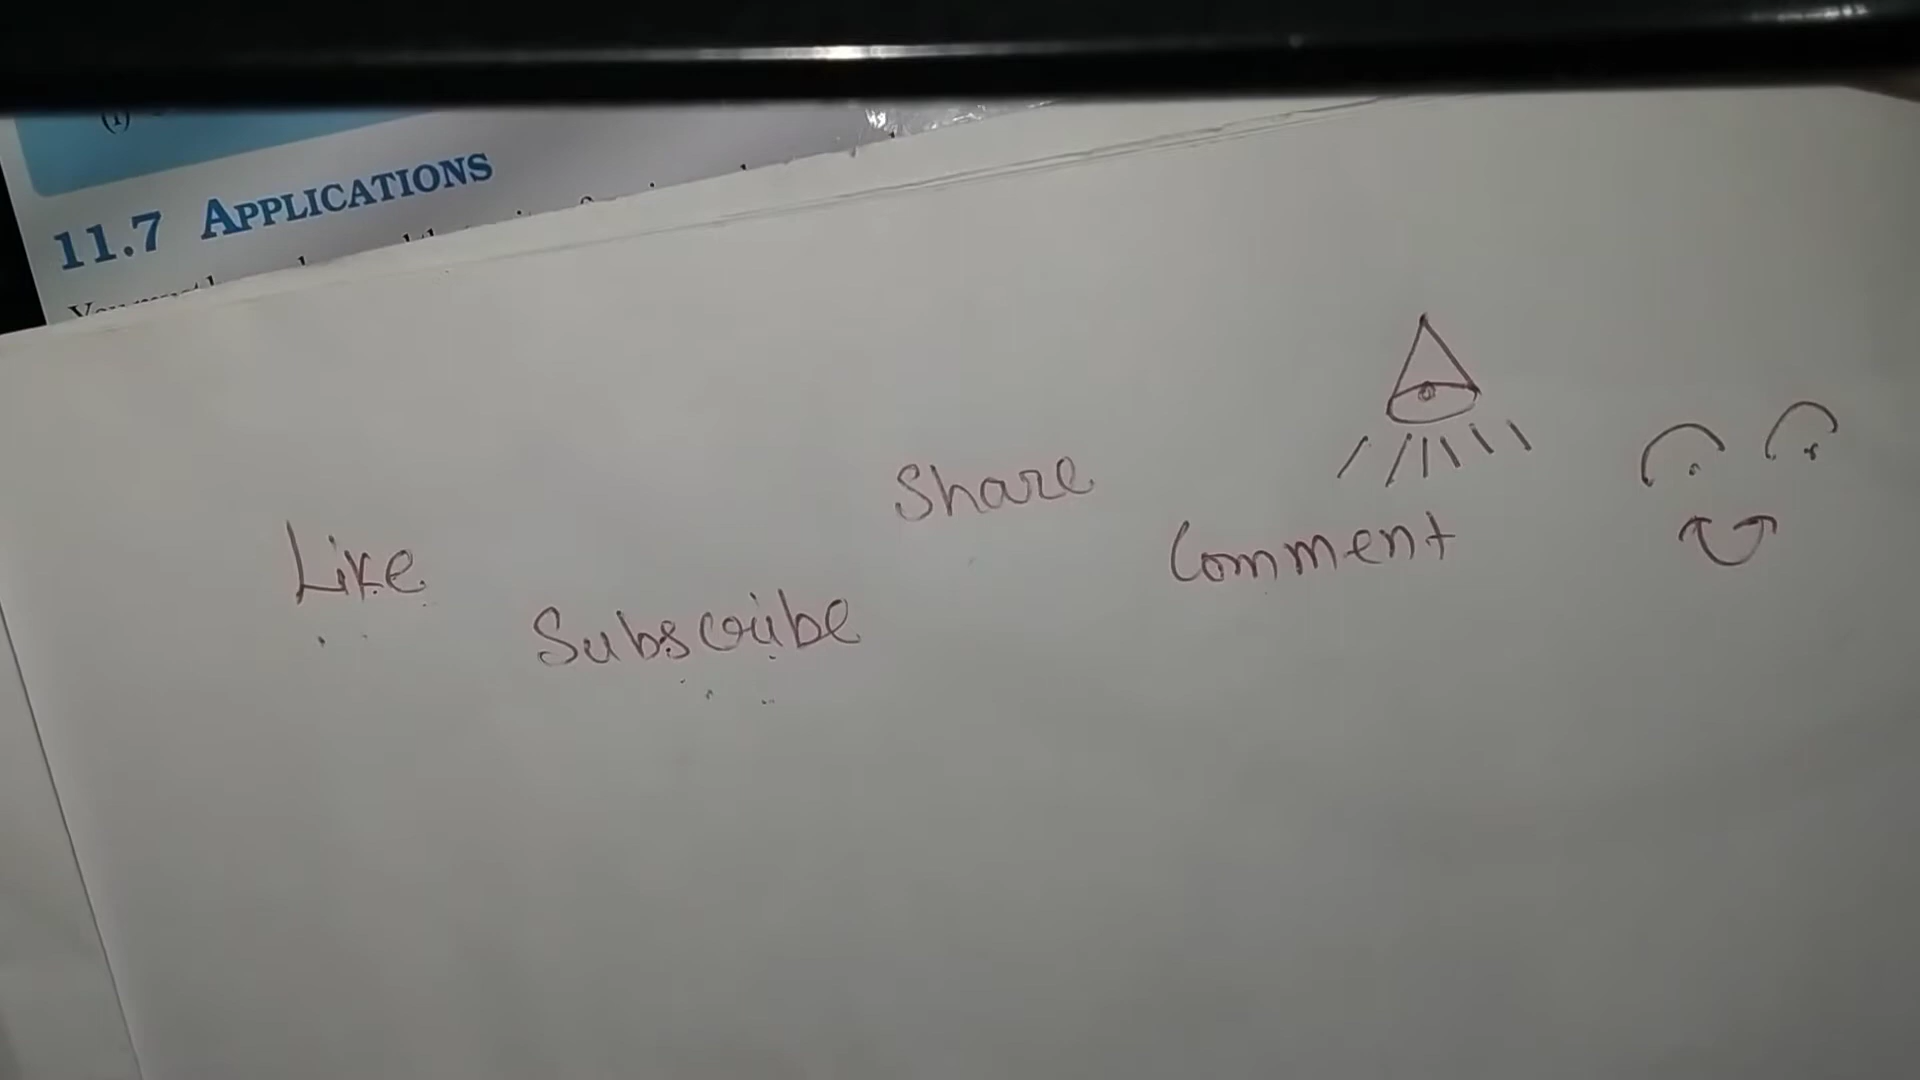 (i)
11.7 APPLICATIONS
Like
Subscribe
Share
Comment